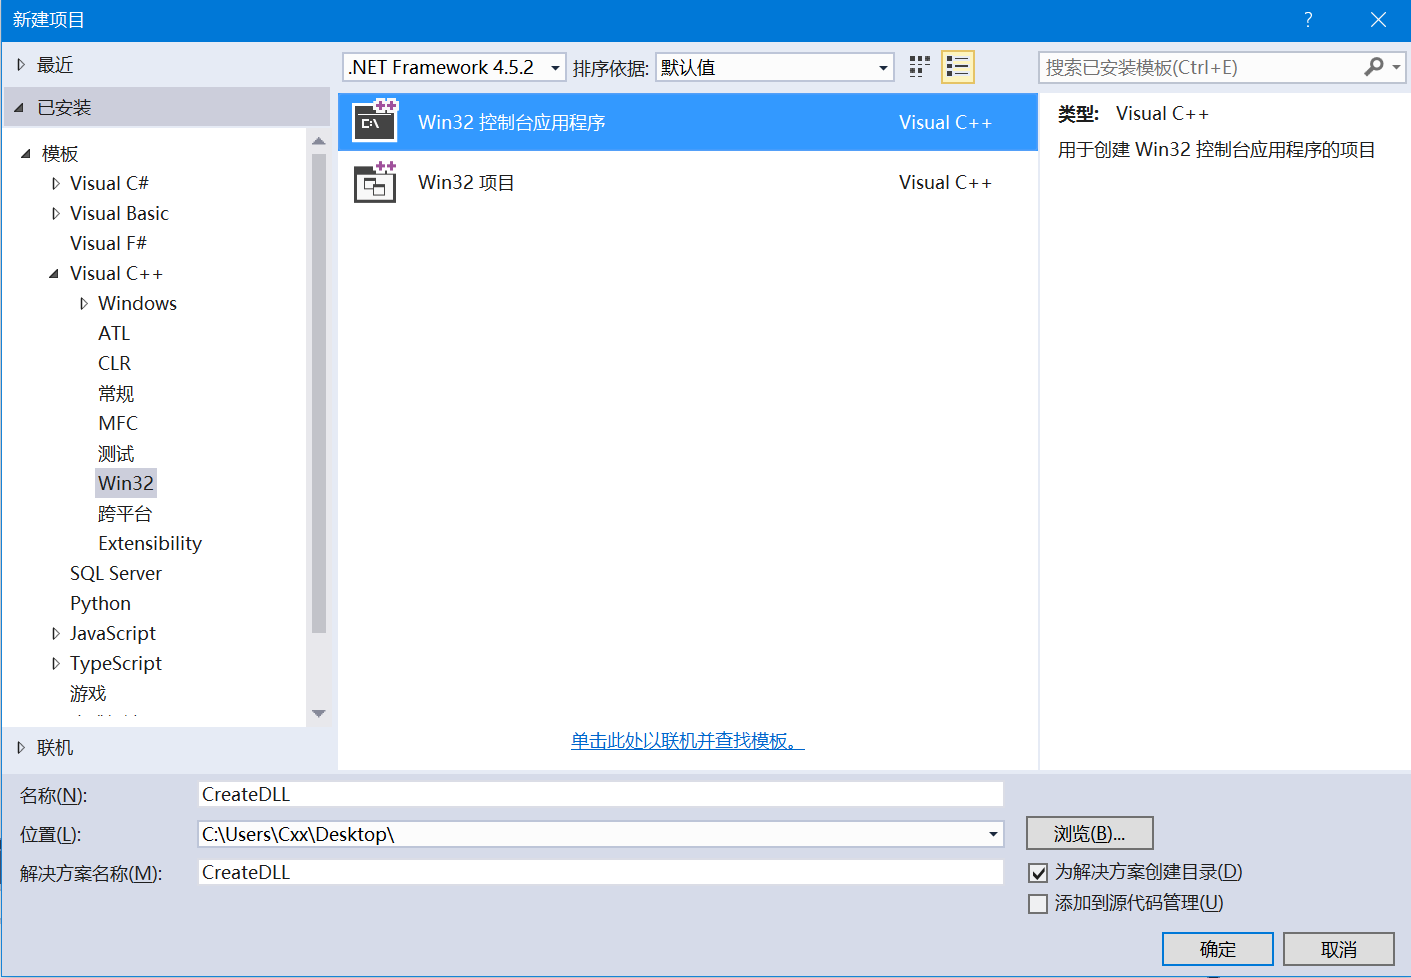 新建项目
?
最近
已安装
模板
Visual C#
Visual Basic
Visual F#
Visual C++
Windows
ATL
CLR
常规
MFC
测试
Win32
跨平台
Extensibility
SQL Server
Python
JavaScript
TypeScript
游戏
联机
.NET Framework 4.5.2 排序依据: 默认值
C:\ Win32 控制台应用程序 Visual C++
Win32 项目 Visual C++
单击此处以联机并查找模板。
搜索已安装模板(Ctrl+E)
类型: Visual C++
用于创建 Win32 控制台应用程序的项目
名称(N): CreateDLL
位置(L): C:\Users\Cxx\Desktop\ 浏览(B)...
解决方案名称(M): CreateDLL 为解决方案创建目录(D)
添加到源代码管理(U)
确定 取消